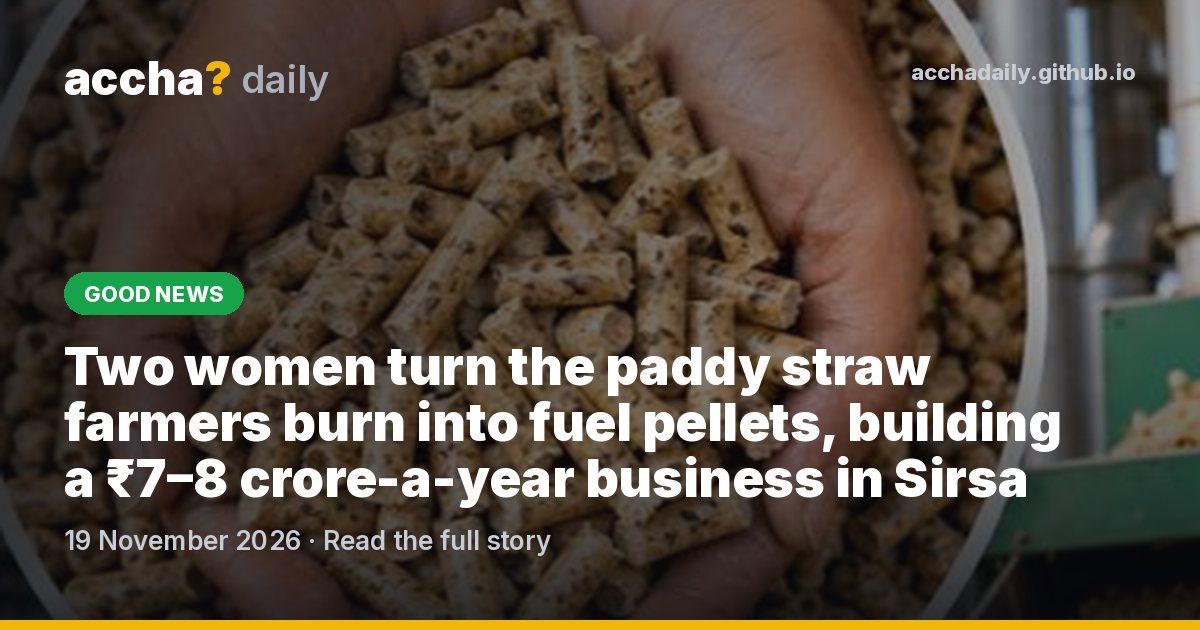 accha? daily
acchadaily.github.io
GOOD NEWS
Two women turn the paddy straw
farmers burn into fuel pellets, building
a ₹7–8 crore-a-year business in Sirsa
19 November 2026 · Read the full story